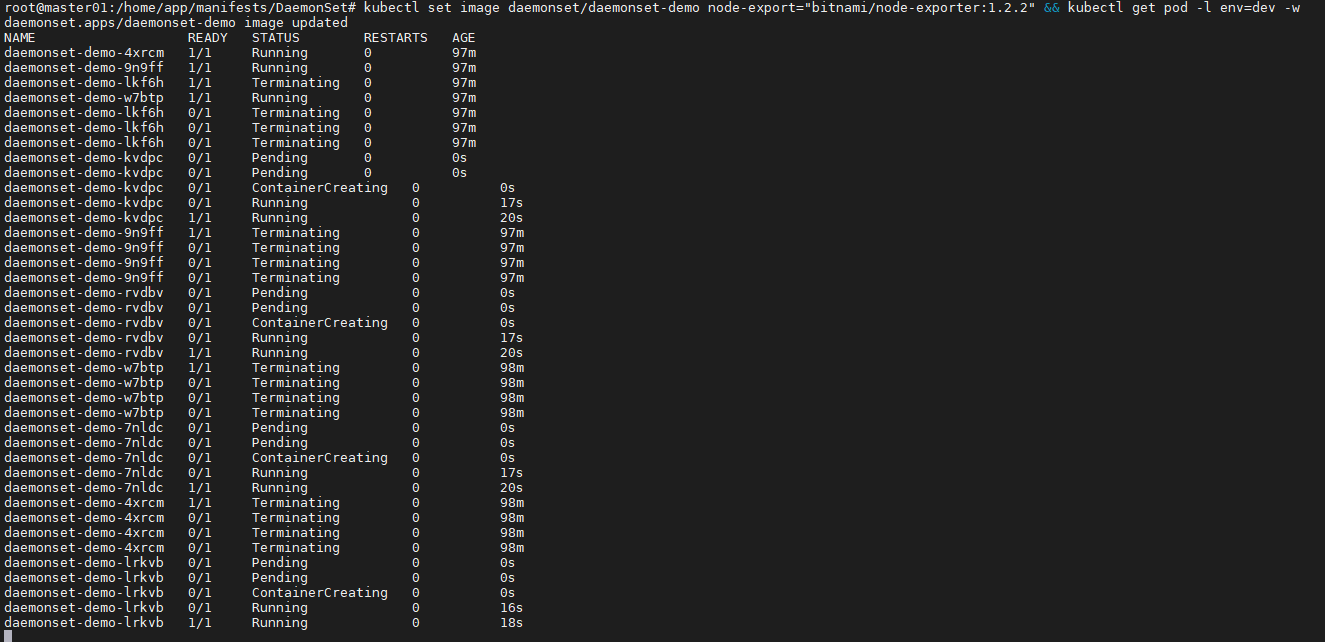 root@master01:/home/app/manifests/DaemonSet# kubectl set image daemonset/daemonset-demo node-export="bitnami/node-exporter:1.2.2" && kubectl get pod -l env=dev -w
daemonset.apps/daemonset-demo image updated
NAME READY STATUS RESTARTS AGE
daemonset-demo-4xrcm 1/1 Running 0 97m
daemonset-demo-9n9ff 1/1 Running 0 97m
daemonset-demo-lkf6h 1/1 Terminating 0 97m
daemonset-demo-w7btp 1/1 Running 0 97m
daemonset-demo-lkf6h 0/1 Terminating 0 97m
daemonset-demo-lkf6h 0/1 Terminating 0 97m
daemonset-demo-lkf6h 0/1 Terminating 0 97m
daemonset-demo-kvdpc 0/1 Pending 0 0s
daemonset-demo-kvdpc 0/1 Pending 0 0s
daemonset-demo-kvdpc 0/1 ContainerCreating 0 0s
daemonset-demo-kvdpc 0/1 Running 0 17s
daemonset-demo-kvdpc 1/1 Running 0 20s
daemonset-demo-9n9ff 1/1 Terminating 0 97m
daemonset-demo-9n9ff 0/1 Terminating 0 97m
daemonset-demo-9n9ff 0/1 Terminating 0 97m
daemonset-demo-9n9ff 0/1 Terminating 0 97m
daemonset-demo-rvdbv 0/1 Pending 0 0s
daemonset-demo-rvdbv 0/1 Pending 0 0s
daemonset-demo-rvdbv 0/1 ContainerCreating 0 0s
daemonset-demo-rvdbv 0/1 Running 0 17s
daemonset-demo-rvdbv 1/1 Running 0 20s
daemonset-demo-w7btp 1/1 Terminating 0 98m
daemonset-demo-w7btp 0/1 Terminating 0 98m
daemonset-demo-w7btp 0/1 Terminating 0 98m
daemonset-demo-w7btp 0/1 Terminating 0 98m
daemonset-demo-7nldc 0/1 Pending 0 0s
daemonset-demo-7nldc 0/1 Pending 0 0s
daemonset-demo-7nldc 0/1 ContainerCreating 0 0s
daemonset-demo-7nldc 0/1 Running 0 17s
daemonset-demo-7nldc 1/1 Running 0 20s
daemonset-demo-4xrcm 1/1 Terminating 0 98m
daemonset-demo-4xrcm 0/1 Terminating 0 98m
daemonset-demo-4xrcm 0/1 Terminating 0 98m
daemonset-demo-4xrcm 0/1 Terminating 0 98m
daemonset-demo-lrkvb 0/1 Pending 0 0s
daemonset-demo-lrkvb 0/1 Pending 0 0s
daemonset-demo-lrkvb 0/1 ContainerCreating 0 0s
daemonset-demo-lrkvb 0/1 Running 0 16s
daemonset-demo-lrkvb 1/1 Running 0 18s